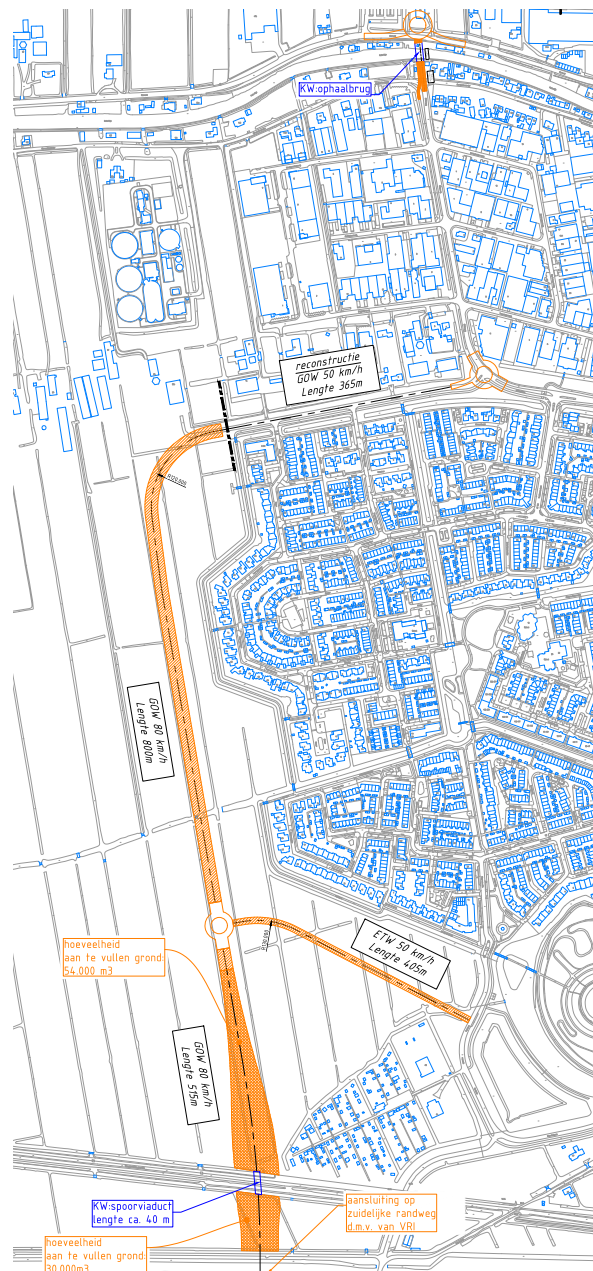 KW:ophaalbrug
reconstructie
GOW 50 km/h
Lengte 365m
GOW 80 km/h
Lengte 800m
ETW 50 km/h
Lengte 405m
hoeveelheid
aan te vullen grond:
54.000 m3
GOW 80 km/h
Lengte 515m
KW:spoorviaduct
lengte ca. 40 m
aansluiting op
zuidelijke randweg
d.m.v. van VRI
hoeveelheid
aan te vullen grond:
30.000m3